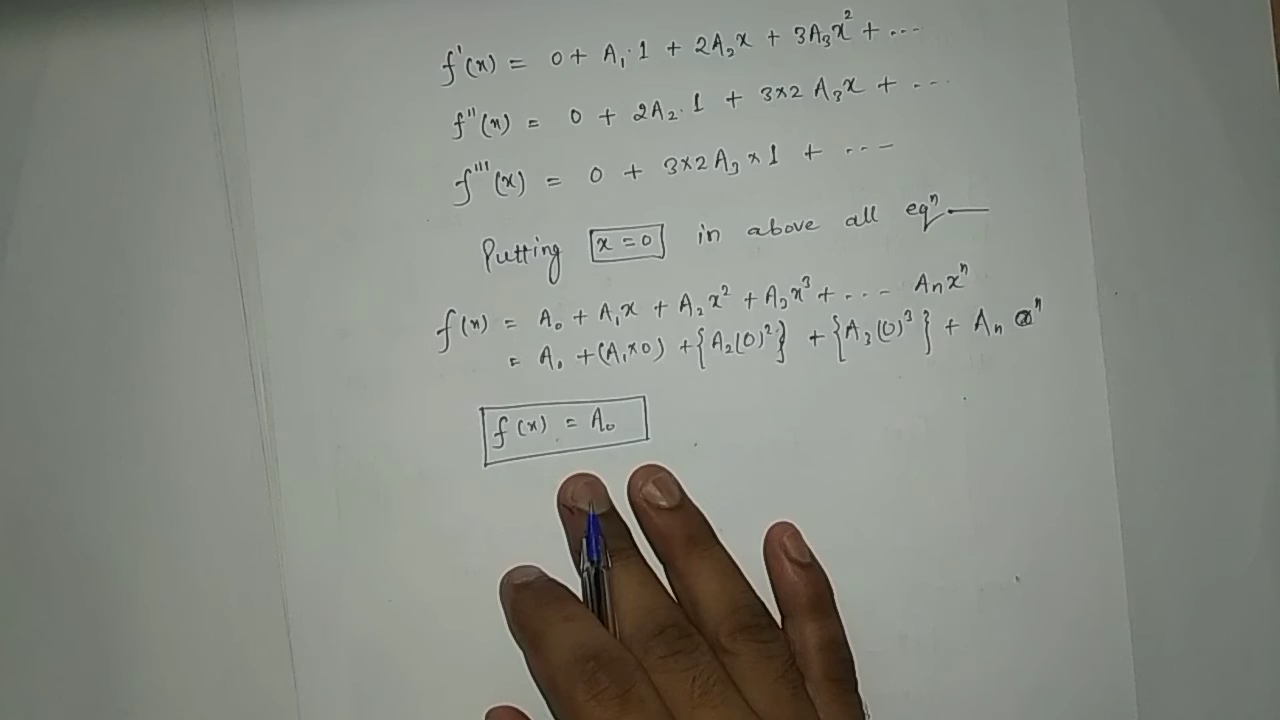 f'(x) = 0 + A₁·1 + 2A₂x + 3A₃x² + ---
f''(x) = 0 + 2A₂·1 + 3×2 A₃x + ---
f'''(x) = 0 + 3×2 A₃ × 1 + ---
Putting x = 0 in above all eqⁿ —
f(x) = A₀ + A₁x + A₂x² + A₃x³ + --- Aₙxⁿ
= A₀ + (A₁×0) + {A₂(0)²} + {A₃(0)³} + Aₙ 0ⁿ
f(x) = A₀